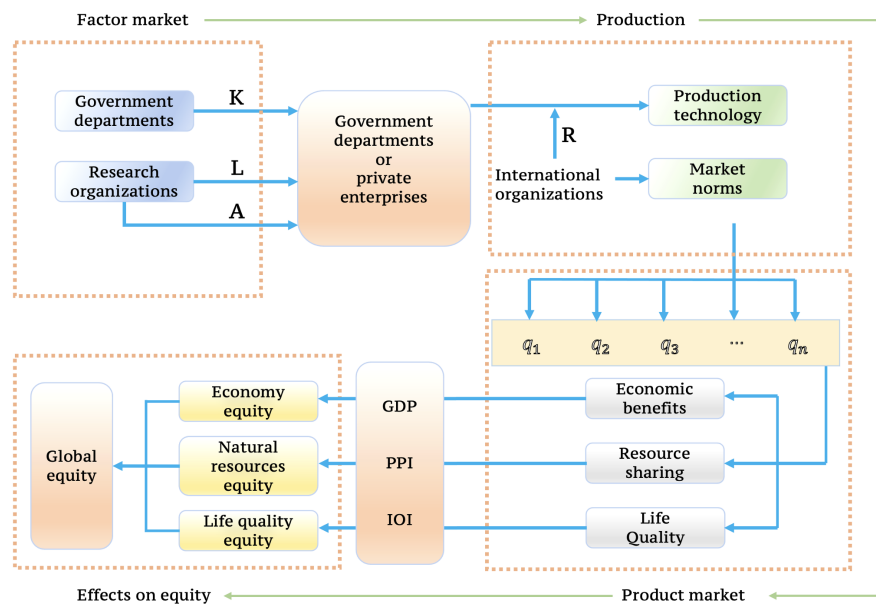 Factor market
Production
Government
departments
K
Research
organizations
L
A
Government
departments
or
private
enterprises
R
International
organizations
Production
technology
Market
norms
q1 q2 q3 ... qn
Economic
benefits
Resource
sharing
Life
Quality
GDP
PPI
IOI
Economy
equity
Natural
resources equity
Life quality
equity
Global
equity
Effects on equity
Product market